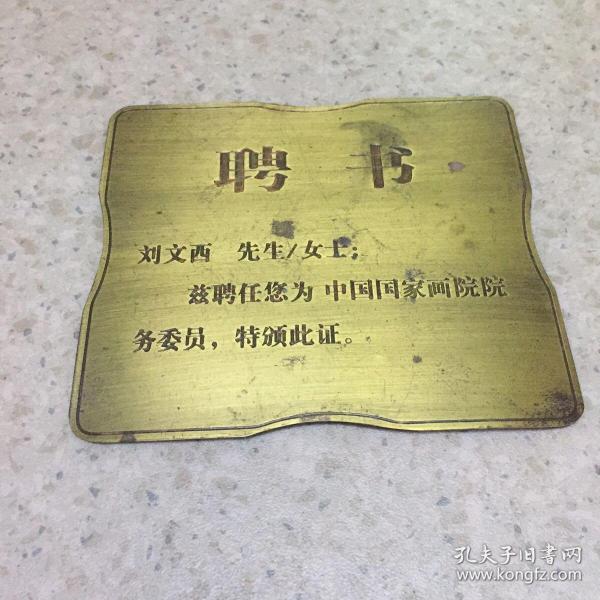 聘 书
刘文西 先生/女士；
兹聘任您为 中国国家画院院
务委员，特颁此证。
孔夫子旧書网
www.kongfz.com